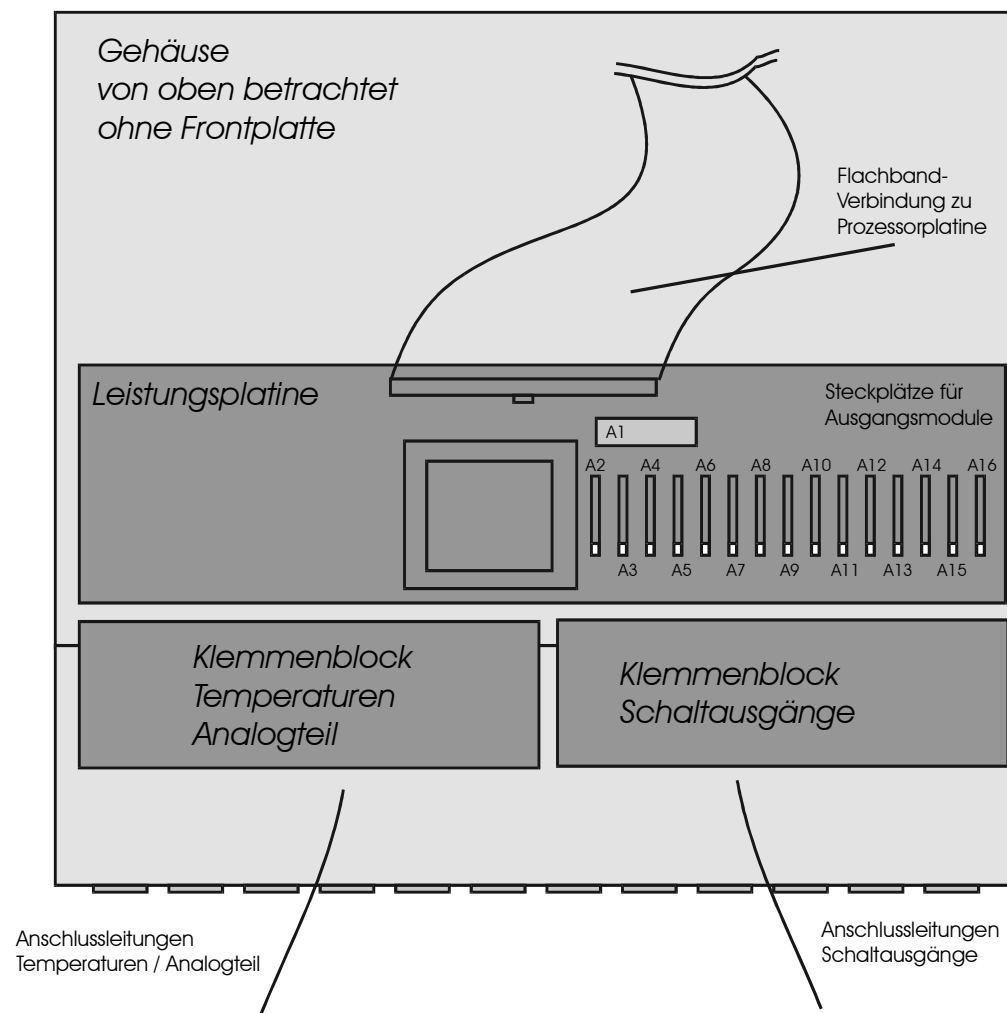 Gehäuse
von oben betrachtet
ohne Frontplatte
Flachband-
Verbindung zu
Prozessorplatine
Leistungsplatine
Steckplätze für
Ausgangsmodule
A1
A2 A4 A6 A8 A10 A12 A14 A16
A3 A5 A7 A9 A11 A13 A15
Klemmenblock
Temperaturen
Analogteil
Klemmenblock
Schaltausgänge
Anschlussleitungen
Temperaturen / Analogteil
Anschlussleitungen
Schaltausgänge